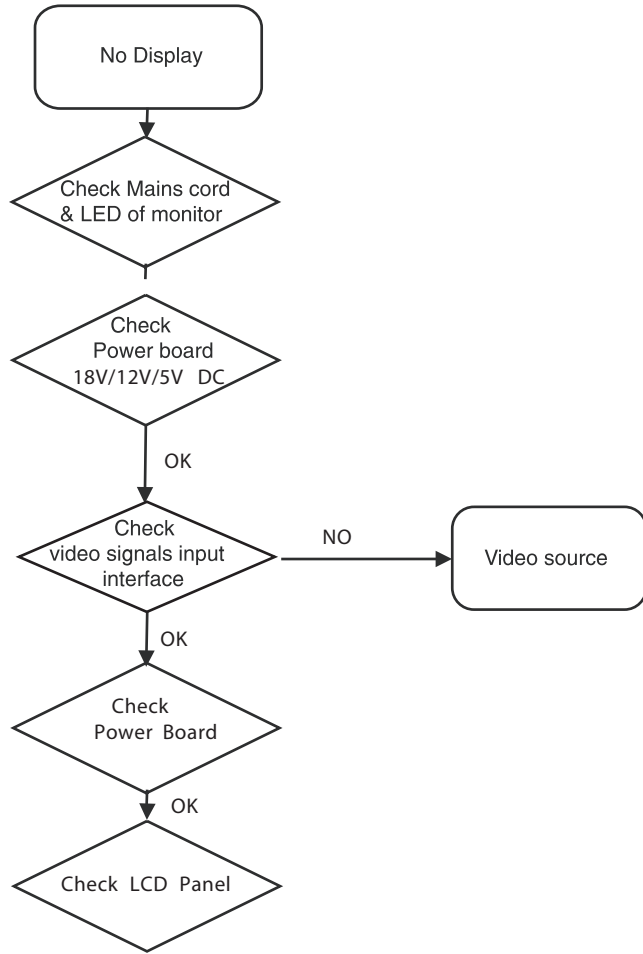 No Display
Check Mains cord
& LED of monitor
Check
Power board
18V/12V/5V DC
OK
Check
video signals input
interface
NO
Video source
OK
Check
Power Board
OK
Check LCD Panel